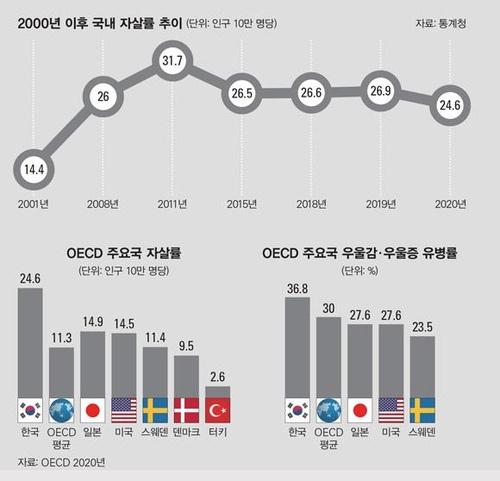 2000년 이후 국내 자살률 추이 (단위: 인구 10만 명당)
자료: 통계청
14.4
26
31.7
26.5
26.6
26.9
24.6
2001년
2008년
2011년
2015년
2018년
2019년
2020년
OECD 주요국 자살률
(단위: 인구 10만 명당)
24.6
11.3
14.9
14.5
11.4
9.5
2.6
한국
OECD
평균
일본
미국
스웨덴
덴마크
터키
자료: OECD 2020년
OECD 주요국 우울감·우울증 유병률
(단위: %)
36.8
30
27.6
27.6
23.5
한국
OECD
평균
일본
미국
스웨덴